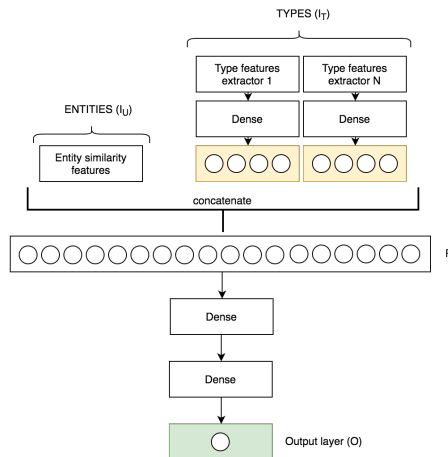 TYPES (I_T)
Type features
extractor 1
Type features
extractor N
ENTITIES (I_U)
Dense
Dense
Entity similarity
features
concatenate
Dense
Dense
Output layer (O)